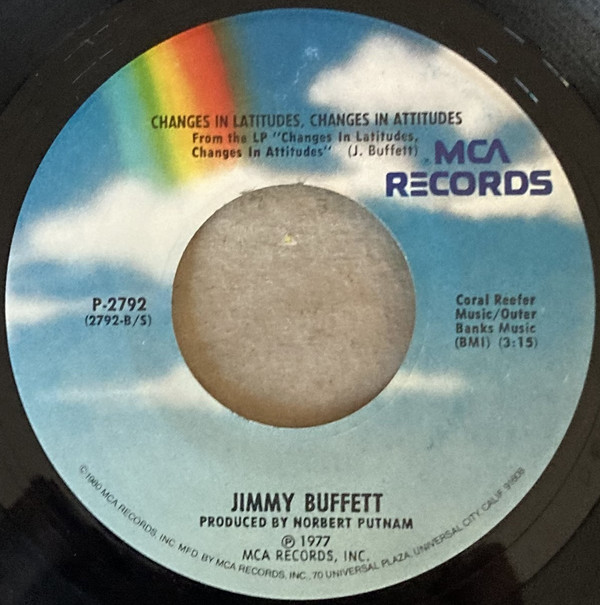 CHANGES IN LATITUDES, CHANGES IN ATTITUDES
From the LP "Changes In Latitudes,
Changes In Attitudes" (J. Buffett)
MCA
RECORDS
P-2792
(2792-B/S)
Coral Reefer
Music/Outer
Banks Music
(BMI) (3:15)
JIMMY BUFFETT
PRODUCED BY NORBERT PUTNAM
℗ 1977
MCA RECORDS, INC.
© 1980 MCA RECORDS, INC. MFD. BY MCA RECORDS, INC., 70 UNIVERSAL PLAZA, UNIVERSAL CITY, CALIF. 91608